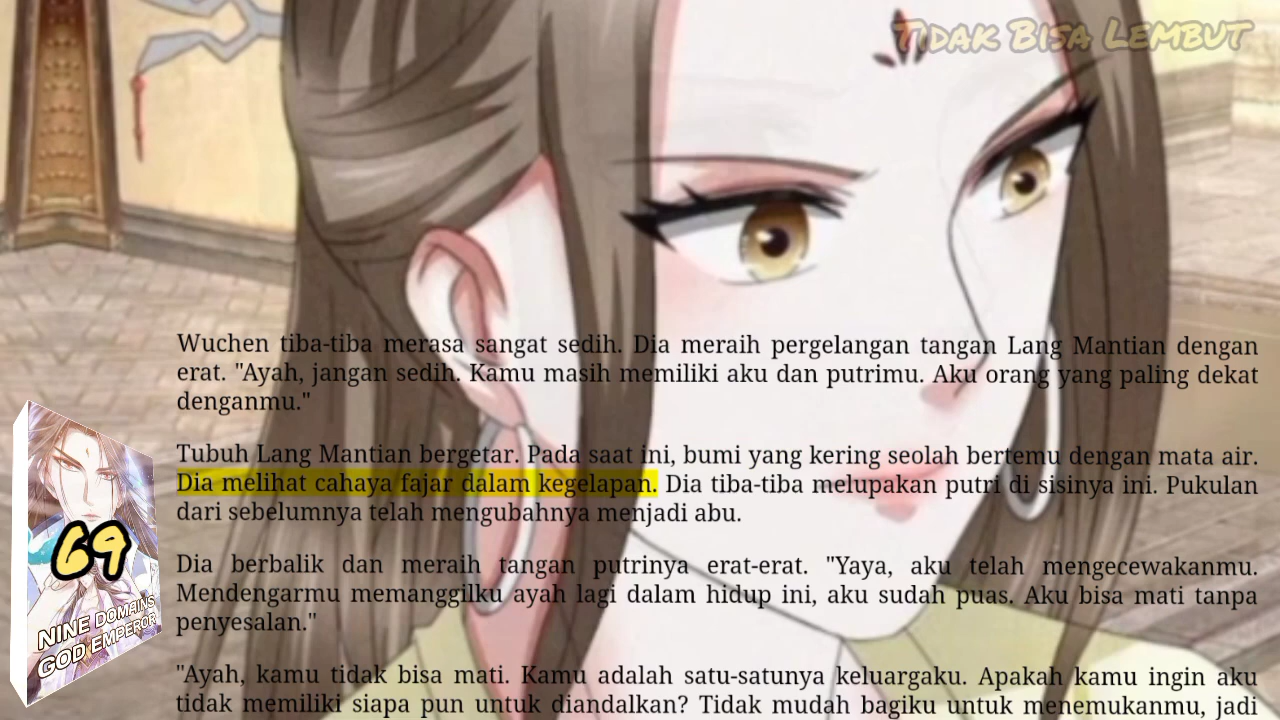 Tidak Bisa Lembut
Wuchen tiba-tiba merasa sangat sedih. Dia meraih pergelangan tangan Lang Mantian dengan
erat. "Ayah, jangan sedih. Kamu masih memiliki aku dan putrimu. Aku orang yang paling dekat
denganmu."
Tubuh Lang Mantian bergetar. Pada saat ini, bumi yang kering seolah bertemu dengan mata air.
Dia melihat cahaya fajar dalam kegelapan. Dia tiba-tiba melupakan putri di sisinya ini. Pukulan
dari sebelumnya telah mengubahnya menjadi abu.
Dia berbalik dan meraih tangan putrinya erat-erat. "Yaya, aku telah mengecewakanmu.
Mendengarmu memanggilku ayah lagi dalam hidup ini, aku sudah puas. Aku bisa mati tanpa
penyesalan."
"Ayah, kamu tidak bisa mati. Kamu adalah satu-satunya keluargaku. Apakah kamu ingin aku
tidak memiliki siapa pun untuk diandalkan? Tidak mudah bagiku untuk menemukanmu, jadi
69
NINE DOMAINS
GOD EMPEROR